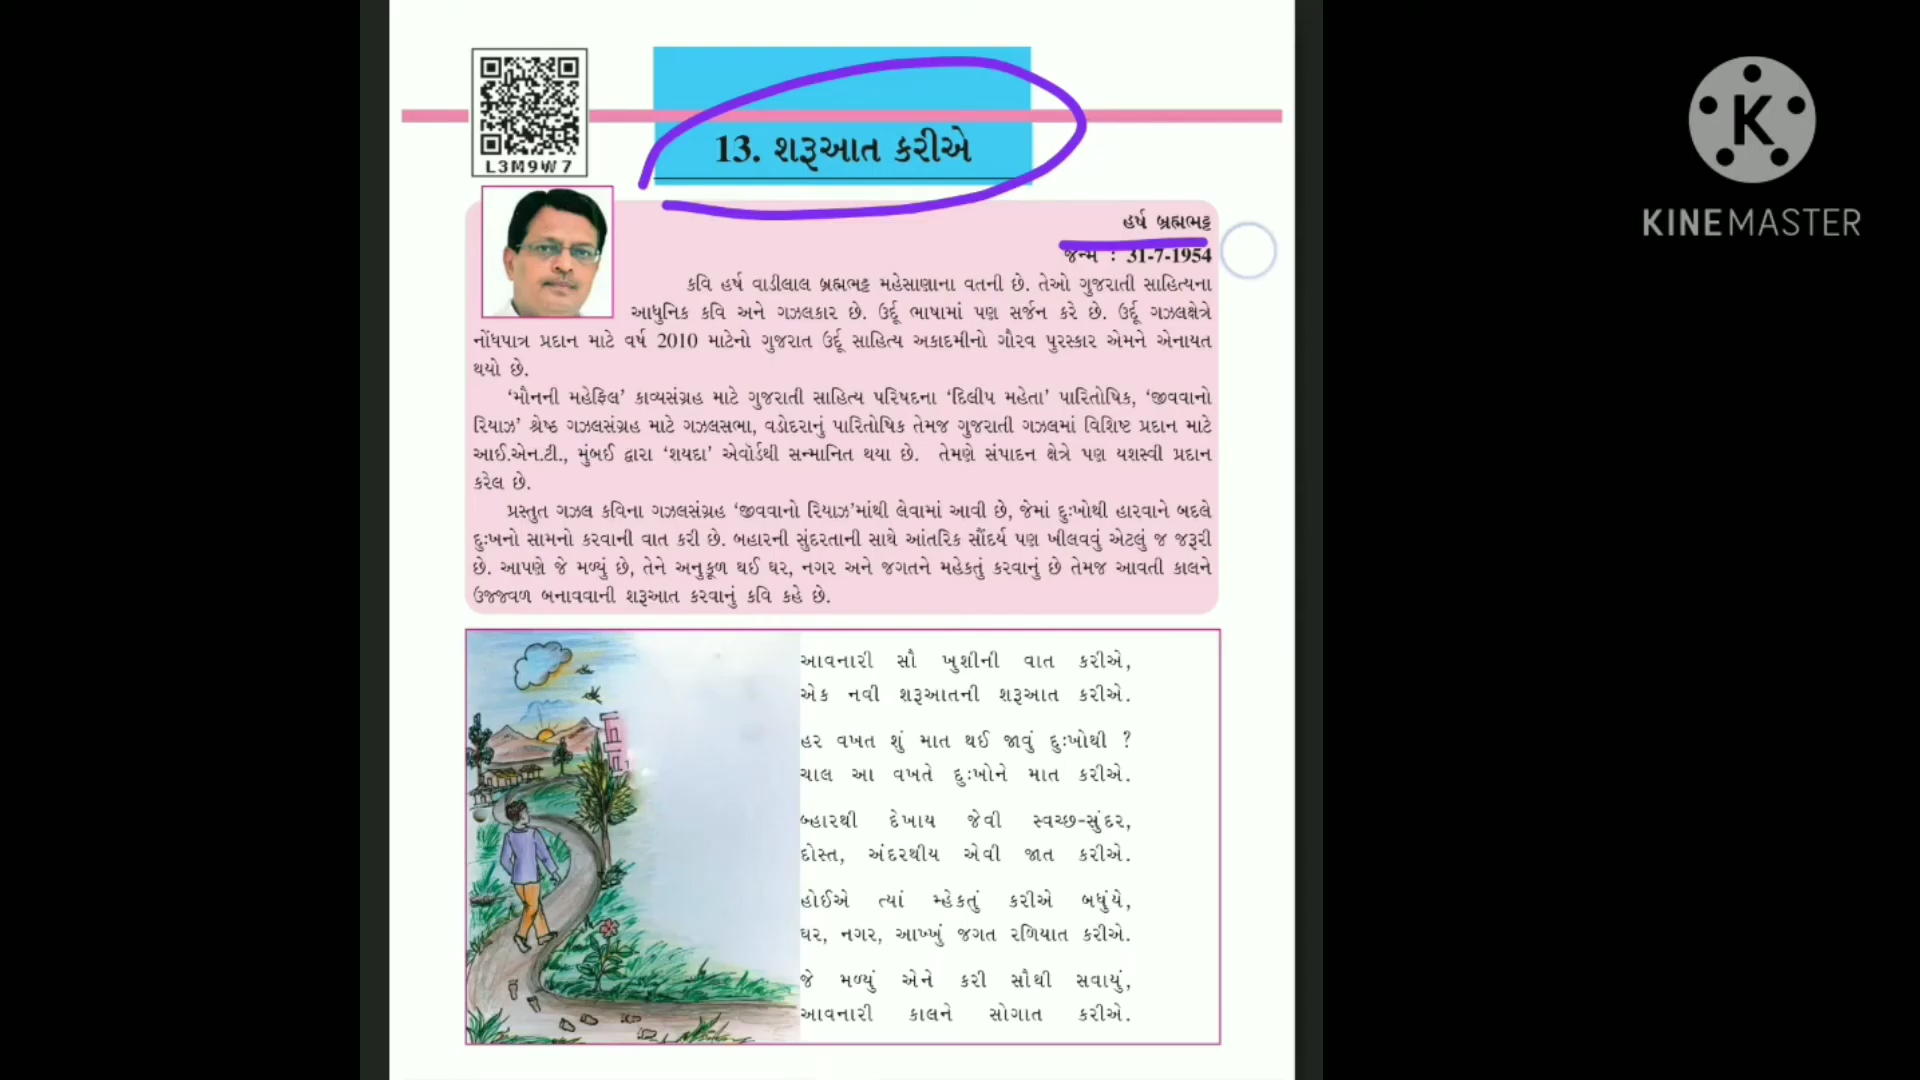 L3M9W7
13. શરૂઆત કરીએ
હર્ષ બ્રહ્મભટ્ટ
જન્મ : 31-7-1954
કવિ હર્ષ વાડીલાલ બ્રહ્મભટ્ટ મહેસાણાના વતની છે. તેઓ ગુજરાતી સાહિત્યના
આધુનિક કવિ અને ગઝલકાર છે. ઉર્દૂ ભાષામાં પણ સર્જન કરે છે. ઉર્દૂ ગઝલક્ષેત્રે
નોંધપાત્ર પ્રદાન માટે વર્ષ 2010 માટેનો ગુજરાત ઉર્દૂ સાહિત્ય અકાદમીનો ગૌરવ પુરસ્કાર એમને એનાયત
થયો છે.
‘મૌનની મહેફિલ’ કાવ્યસંગ્રહ માટે ગુજરાતી સાહિત્ય પરિષદના ‘દિલીપ મહેતા’ પારિતોષિક, ‘જીવવાનો
રિયાઝ’ શ્રેષ્ઠ ગઝલસંગ્રહ માટે ગઝલસભા, વડોદરાનું પારિતોષિક તેમજ ગુજરાતી ગઝલમાં વિશિષ્ટ પ્રદાન માટે
આઈ.એન.ટી., મુંબઈ દ્વારા ‘શયદા’ એવૉર્ડથી સન્માનિત થયા છે. તેમણે સંપાદન ક્ષેત્રે પણ યશસ્વી પ્રદાન
કરેલ છે.
પ્રસ્તુત ગઝલ કવિના ગઝલસંગ્રહ ‘જીવવાનો રિયાઝ’માંથી લેવામાં આવી છે, જેમાં દુઃખોથી હારવાને બદલે
દુઃખનો સામનો કરવાની વાત કરી છે. બહારની સુંદરતાની સાથે આંતરિક સૌંદર્ય પણ ખીલવવું એટલું જ જરૂરી
છે. આપણે જે મળ્યું છે, તેને અનુકૂળ થઈ ઘર, નગર અને જગતને મહેકતું કરવાનું છે તેમજ આવતી કાલને
ઉજ્જ્વળ બનાવવાની શરૂઆત કરવાનું કવિ કહે છે.
આવનારી સૌ ખુશીની વાત કરીએ,
એક નવી શરૂઆતની શરૂઆત કરીએ.
હર વખત શું માત થઈ જાવું દુઃખોથી ?
ચાલ આ વખતે દુઃખોને માત કરીએ.
બ્હારથી દેખાય જેવી સ્વચ્છ-સુંદર,
દોસ્ત, અંદરથીય એવી જાત કરીએ.
હોઈએ ત્યાં મ્હેકતું કરીએ બધુંયે,
ઘર, નગર, આખ્ખું જગત રળિયાત કરીએ.
જે મળ્યું એને કરી સૌથી સવાયું,
આવનારી કાલને સોગાત કરીએ.
K
KINEMASTER